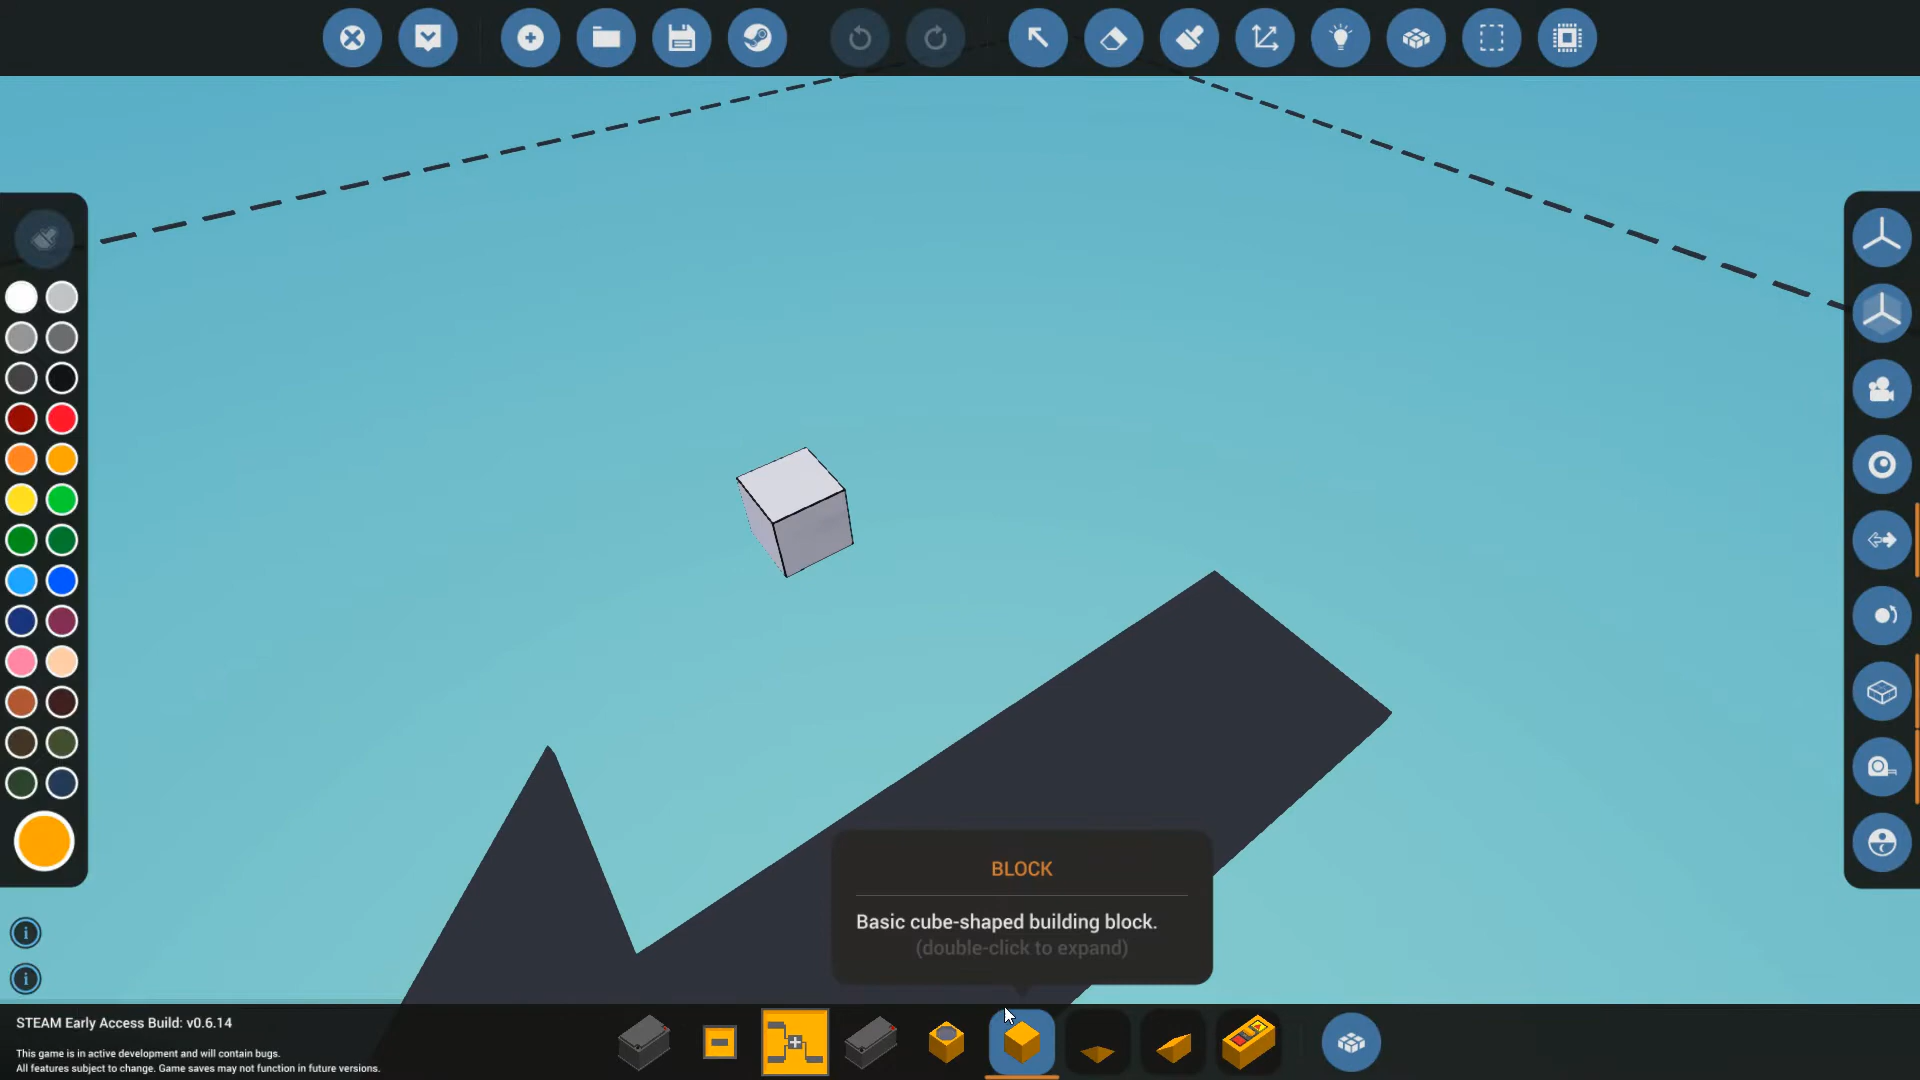 BLOCK
Basic cube-shaped building block.
(double-click to expand)
STEAM Early Access Build: v0.6.14
This game is in active development and will contain bugs.
All features subject to change. Game saves may not function in future versions.